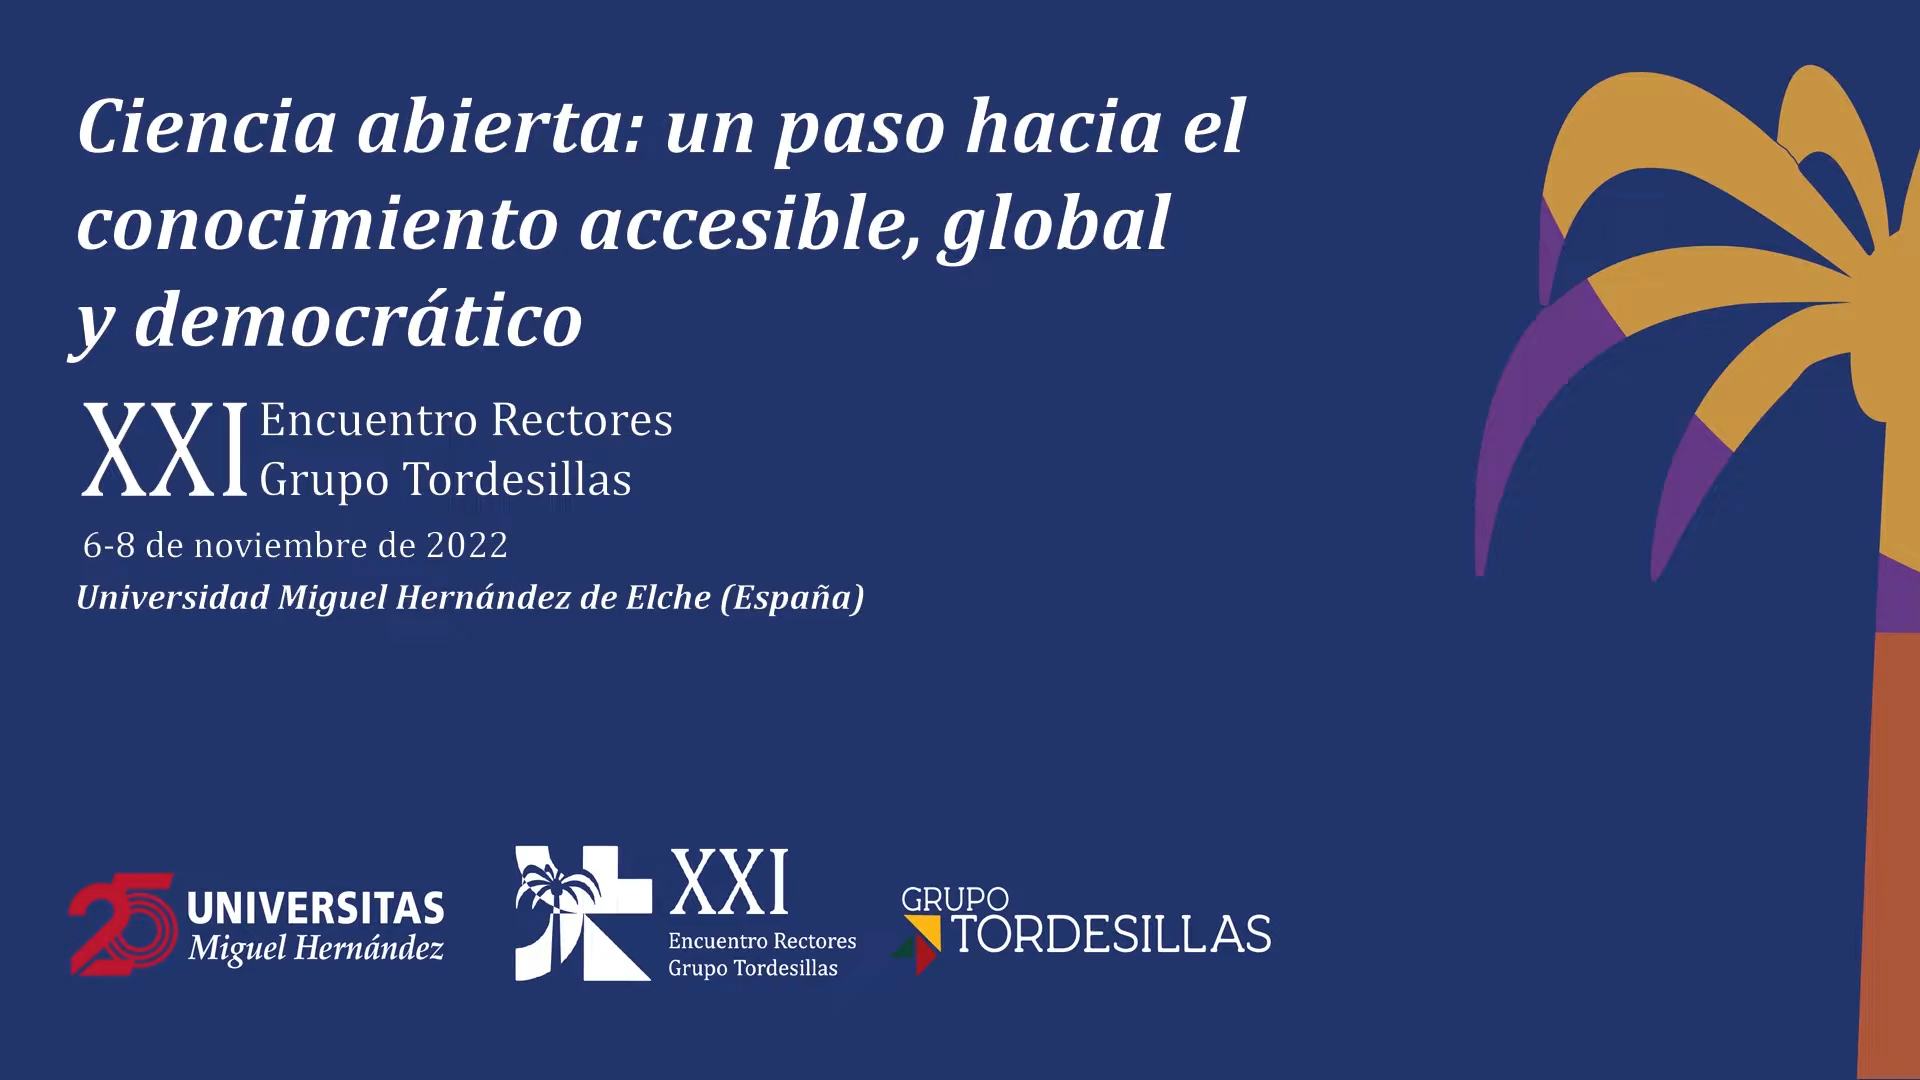 Ciencia abierta: un paso hacia el
conocimiento accesible, global
y democrático
XXI
Encuentro Rectores
Grupo Tordesillas
6-8 de noviembre de 2022
Universidad Miguel Hernández de Elche (España)
25
UNIVERSITAS
Miguel Hernández
XXI
Encuentro Rectores
Grupo Tordesillas
GRUPO
TORDESILLAS